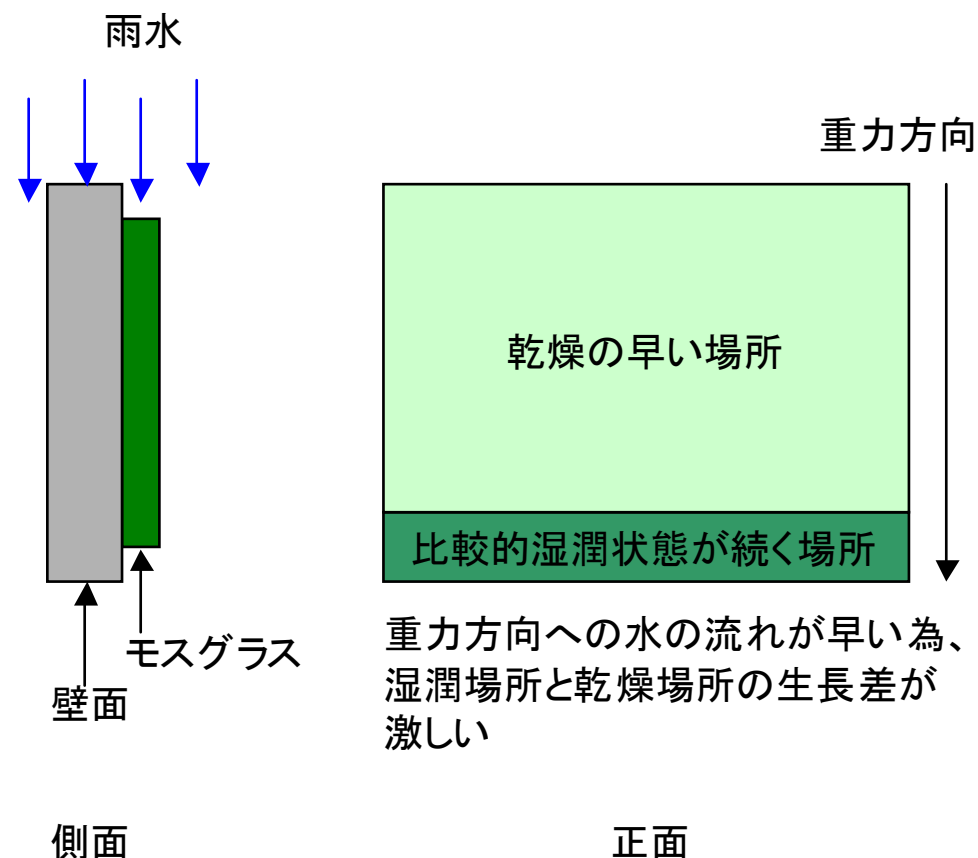 雨水
重力方向
乾燥の早い場所
比較的湿潤状態が続く場所
モスグラス
壁面
重力方向への水の流れが早い為、
湿潤場所と乾燥場所の生長差が
激しい
側面
正面